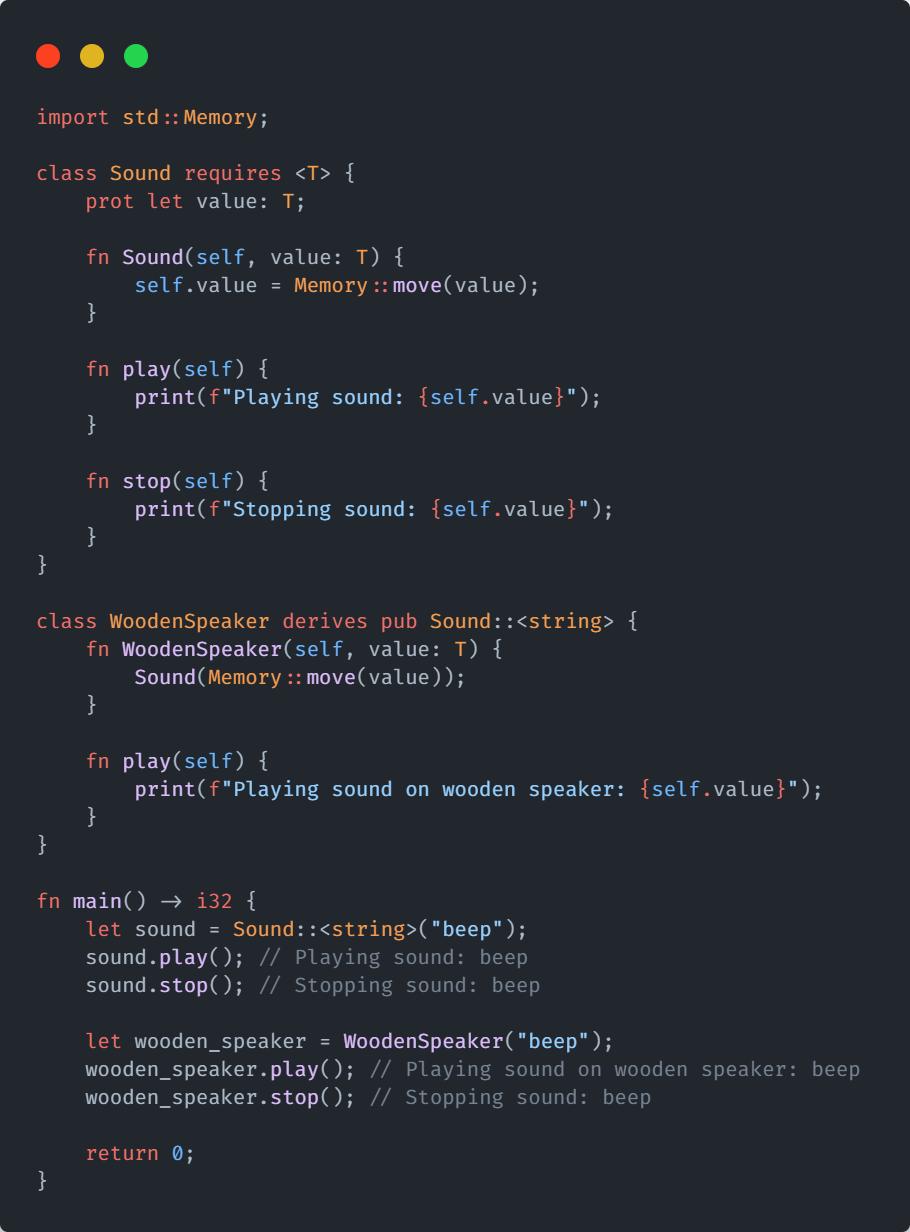 import std::Memory;

class Sound requires <T> {
    prot let value: T;

    fn Sound(self, value: T) {
        self.value = Memory::move(value);
    }

    fn play(self) {
        print(f"Playing sound: {self.value}");
    }

    fn stop(self) {
        print(f"Stopping sound: {self.value}");
    }
}

class WoodenSpeaker derives pub Sound::<string> {
    fn WoodenSpeaker(self, value: T) {
        Sound(Memory::move(value));
    }

    fn play(self) {
        print(f"Playing sound on wooden speaker: {self.value}");
    }
}

fn main() -> i32 {
    let sound = Sound::<string>("beep");
    sound.play(); // Playing sound: beep
    sound.stop(); // Stopping sound: beep

    let wooden_speaker = WoodenSpeaker("beep");
    wooden_speaker.play(); // Playing sound on wooden speaker: beep
    wooden_speaker.stop(); // Stopping sound: beep

    return 0;
}